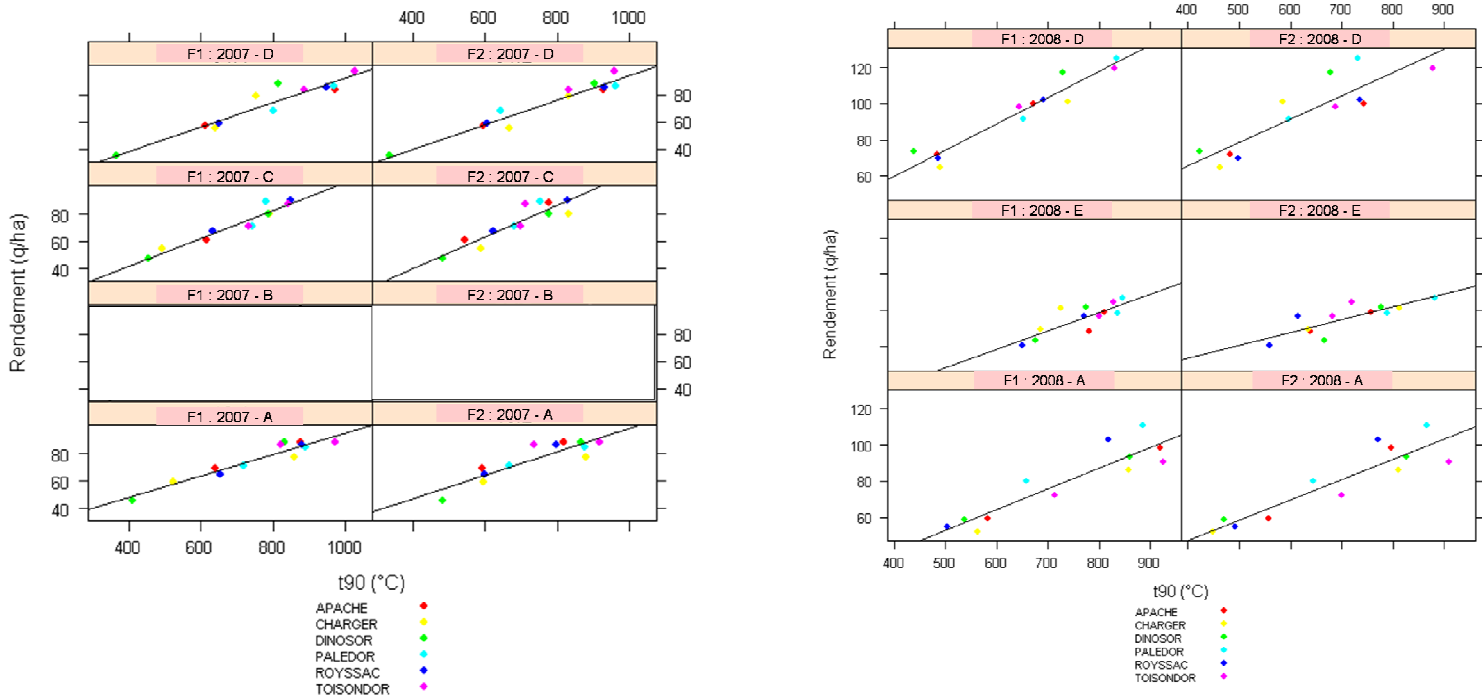 400 600 800 1000
F1 : 2007 - D F2 : 2007 - D
80
60
40
F1 : 2007 - C F2 : 2007 - C
80
60
40
F1 : 2007 - B F2 : 2007 - B
80
60
40
F1 : 2007 - A F2 : 2007 - A
80
60
40
400 600 800 1000
Rendement (q/ha)
t90 (°C)
APACHE
CHARGER
DINOSOR
PALEDOR
ROYSSAC
TOISONDOR
400 500 600 700 800 900
F1 : 2008 - D F2 : 2008 - D
120
100
80
60
F1 : 2008 - E F2 : 2008 - E
F1 : 2008 - A F2 : 2008 - A
120
100
80
60
400 500 600 700 800 900
Rendement (q/ha)
t90 (°C)
APACHE
CHARGER
DINOSOR
PALEDOR
ROYSSAC
TOISONDOR